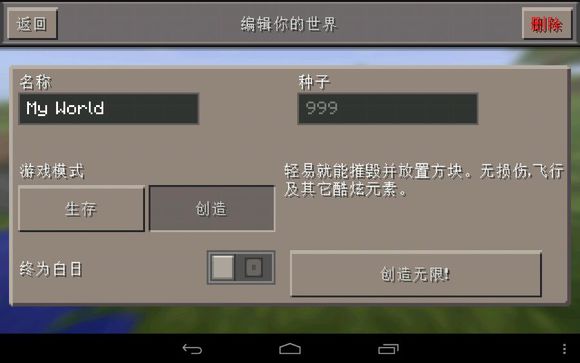 返回
编辑你的世界
删除
名称
种子
My World
999
游戏模式
轻易就能摧毁并放置方块。无损伤,飞行
及其它酷炫元素。
生存
创造
终为白日
创造无限!